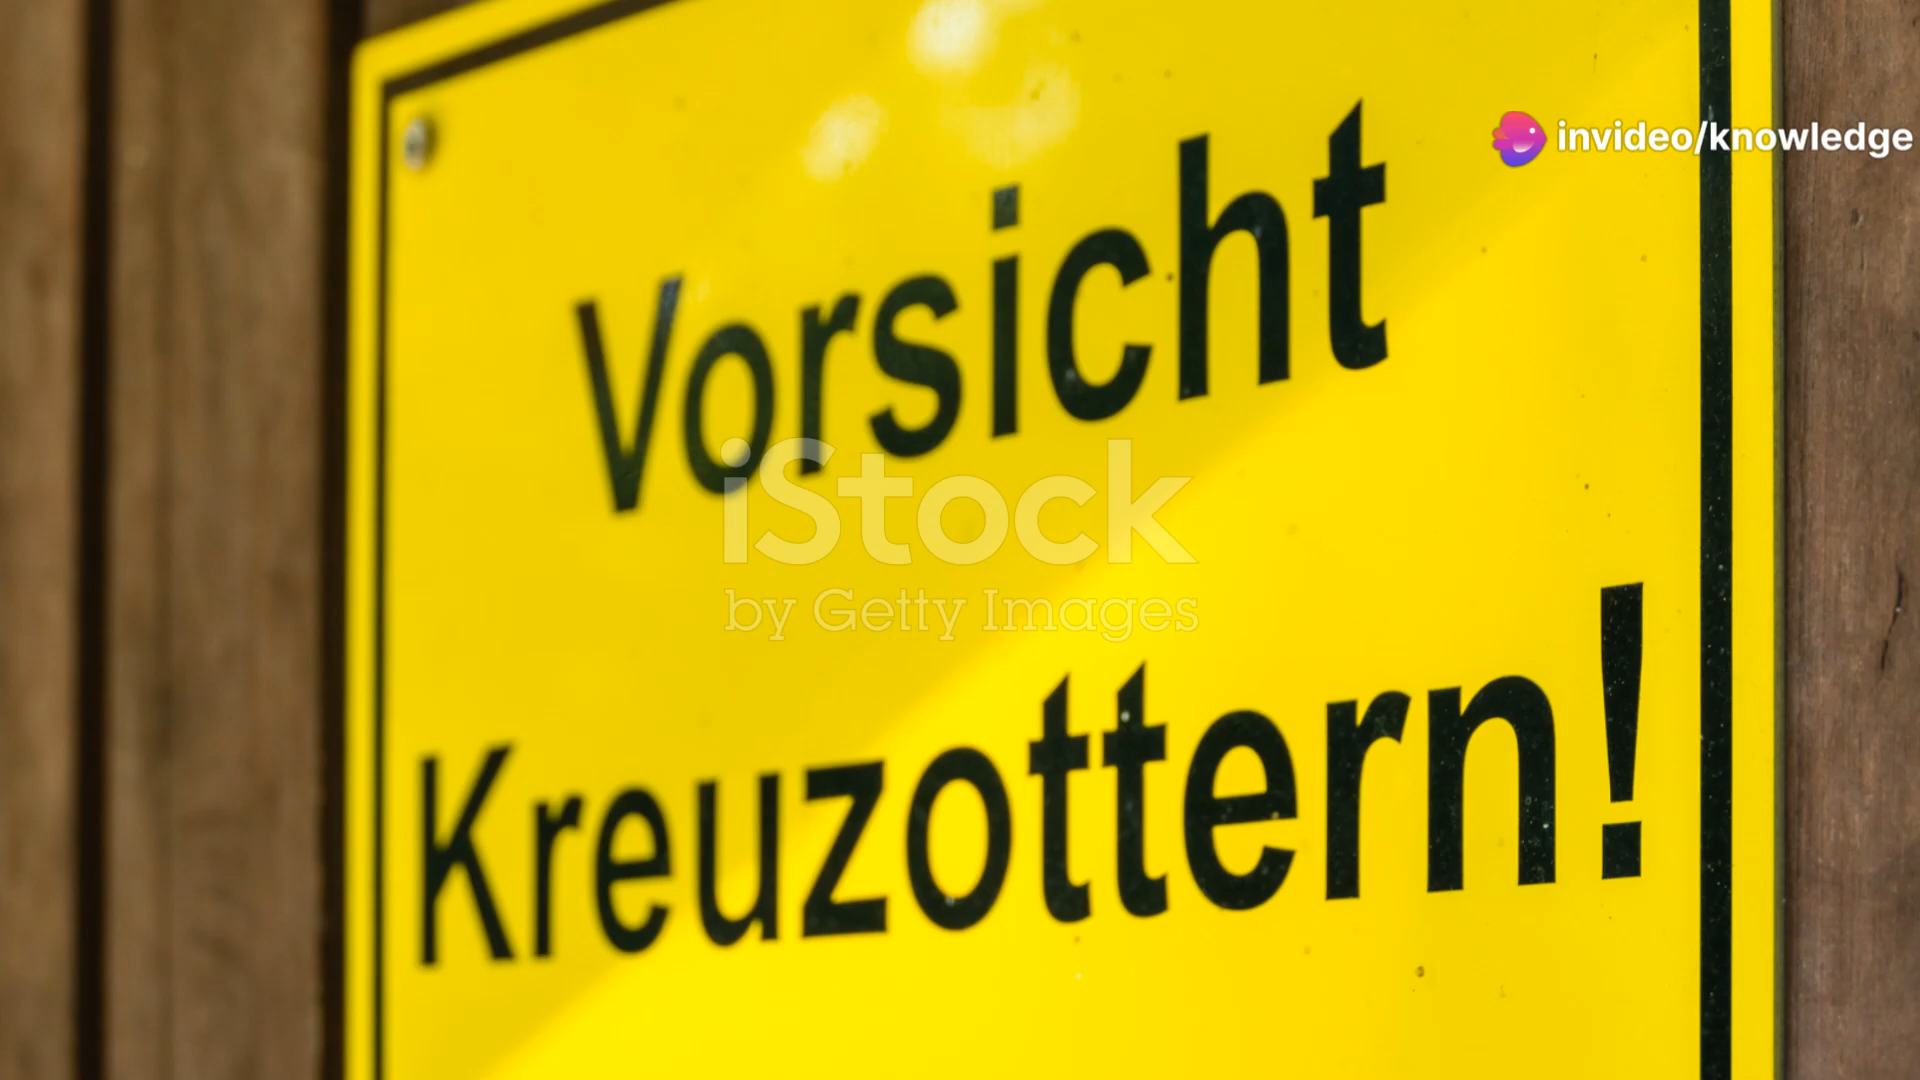 invideo/knowledge
Vorsicht
iStock
by Getty Images
Kreuzottern!